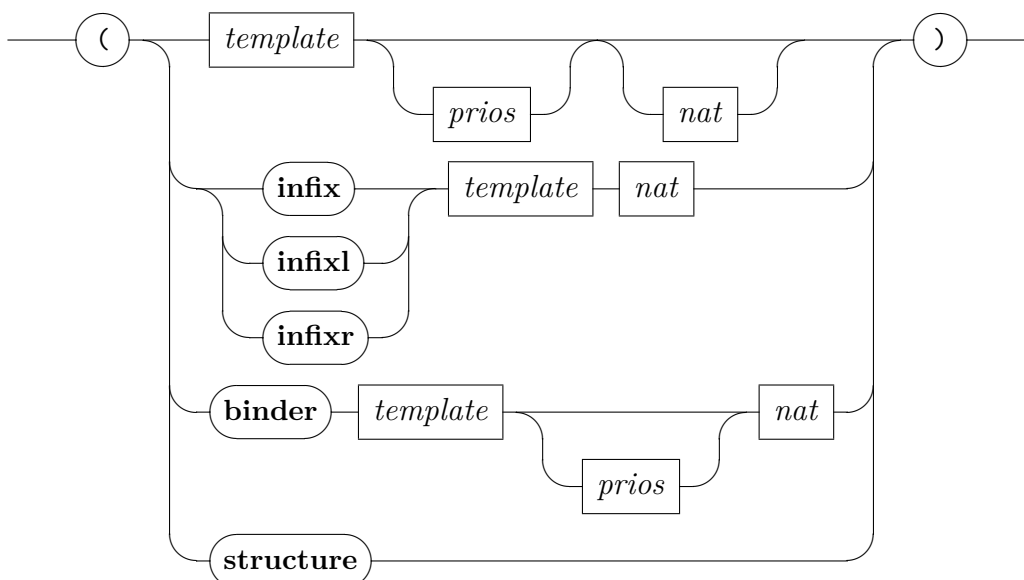 ( template )
prios nat
infix template nat
infixl
infixr
binder template nat
prios
structure